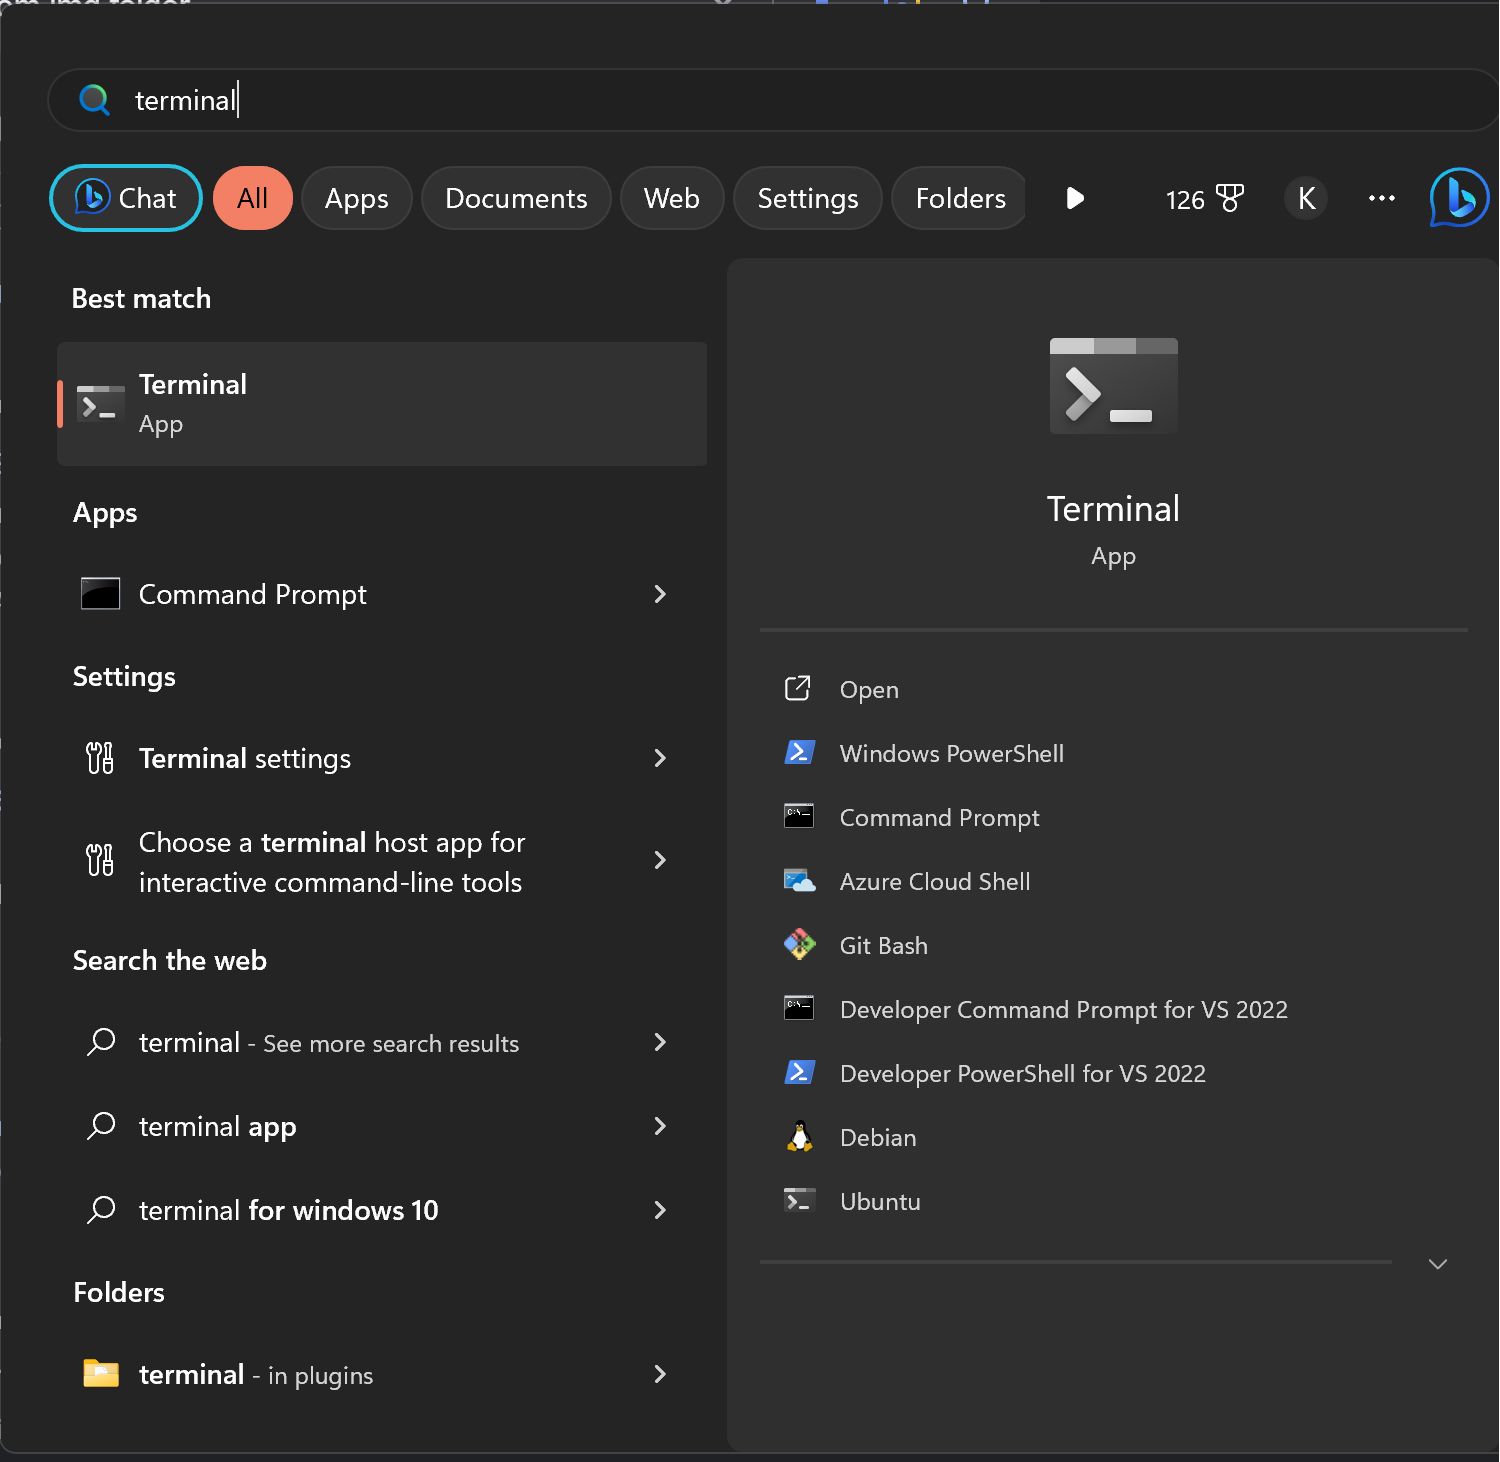 terminal
Chat
All
Apps
Documents
Web
Settings
Folders
126
K
Best match
Terminal
App
Apps
Command Prompt
Settings
Terminal settings
Choose a terminal host app for
interactive command-line tools
Search the web
terminal - See more search results
terminal app
terminal for windows 10
Folders
terminal - in plugins
Terminal
App
Open
Windows PowerShell
Command Prompt
Azure Cloud Shell
Git Bash
Developer Command Prompt for VS 2022
Developer PowerShell for VS 2022
Debian
Ubuntu